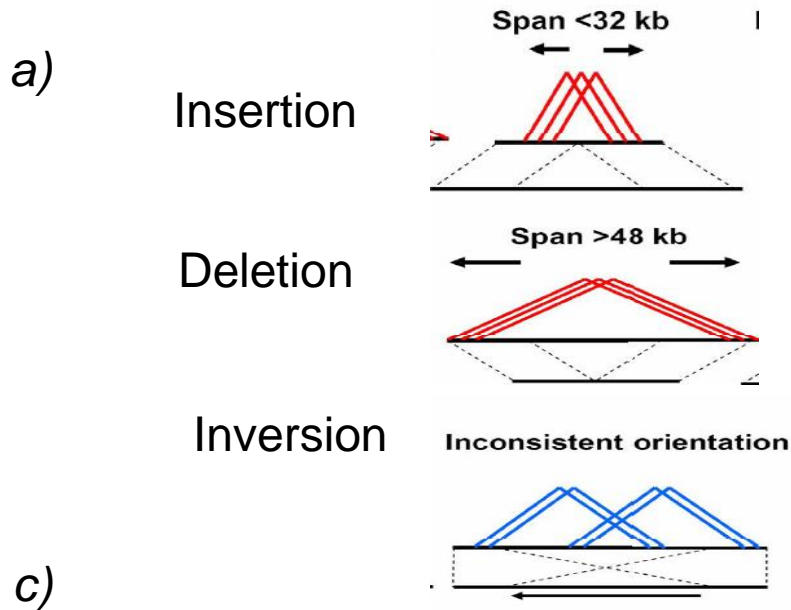 a)
Span <32 kb
Insertion
Span >48 kb
Deletion
Inversion
Inconsistent orientation
c)